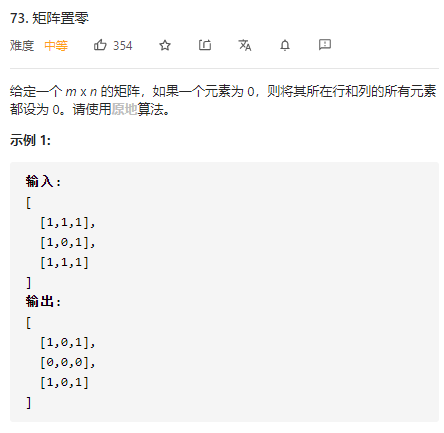 73. 矩阵置零
难度 中等 354
给定一个 m x n 的矩阵，如果一个元素为 0，则将其所在行和列的所有元素
都设为 0。请使用原地算法。
示例 1:
输入:
[
[1,1,1],
[1,0,1],
[1,1,1]
]
输出:
[
[1,0,1],
[0,0,0],
[1,0,1]
]